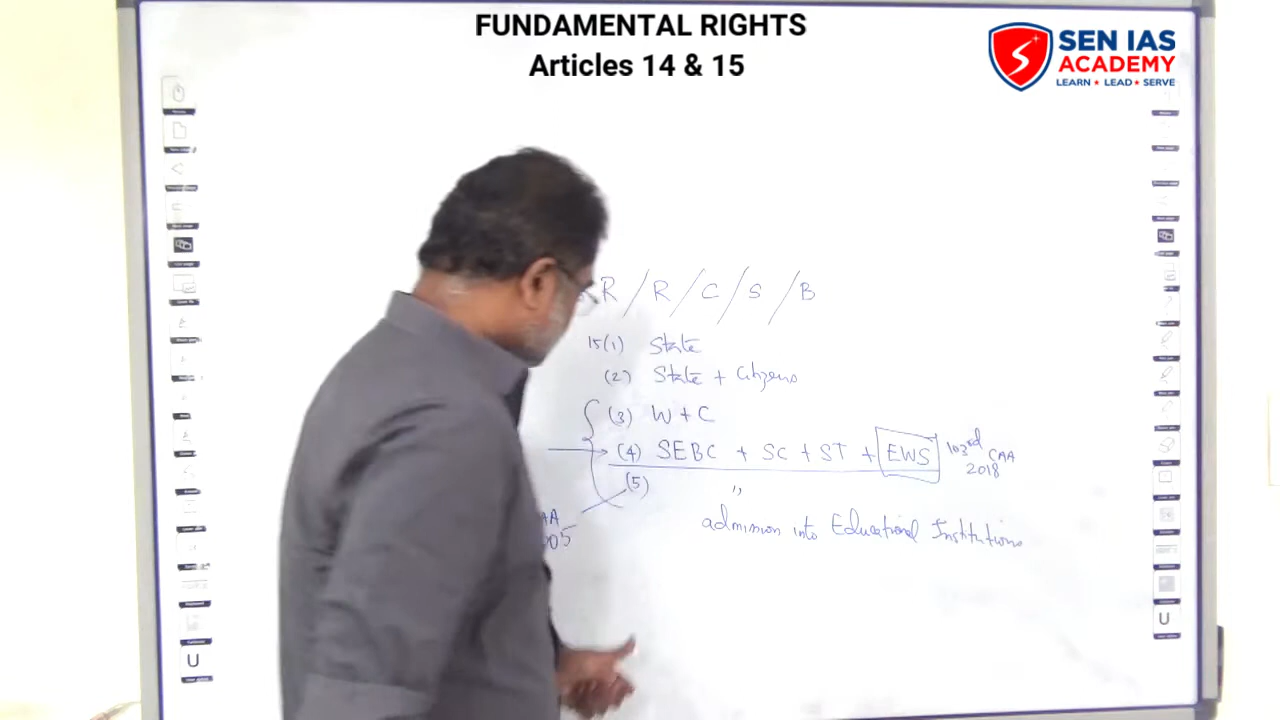 FUNDAMENTAL RIGHTS
Articles 14 & 15
SEN IAS
ACADEMY
LEARN ★ LEAD ★ SERVE
R / R / C / S / B
15(1) State
(2) State + Citizens
(3) W + C
(4) SEBC + SC + ST + EWS 103rd CAA 2018
(5) "
admission into Educational Institutions
U
U